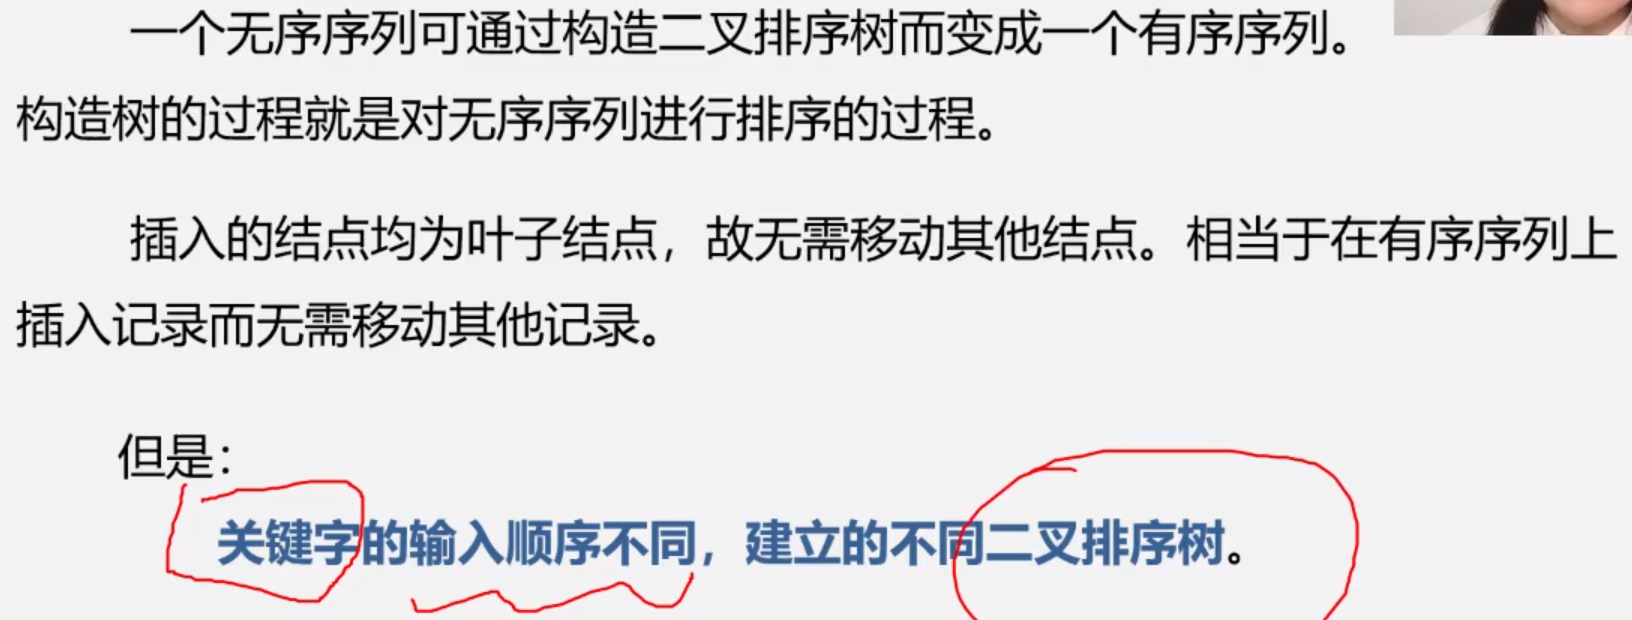 一个无序序列可通过构造二叉排序树而变成一个有序序列。
构造树的过程就是对无序序列进行排序的过程。
插入的结点均为叶子结点，故无需移动其他结点。相当于在有序序列上
插入记录而无需移动其他记录。
但是：
关键字的输入顺序不同，建立的不同二叉排序树。